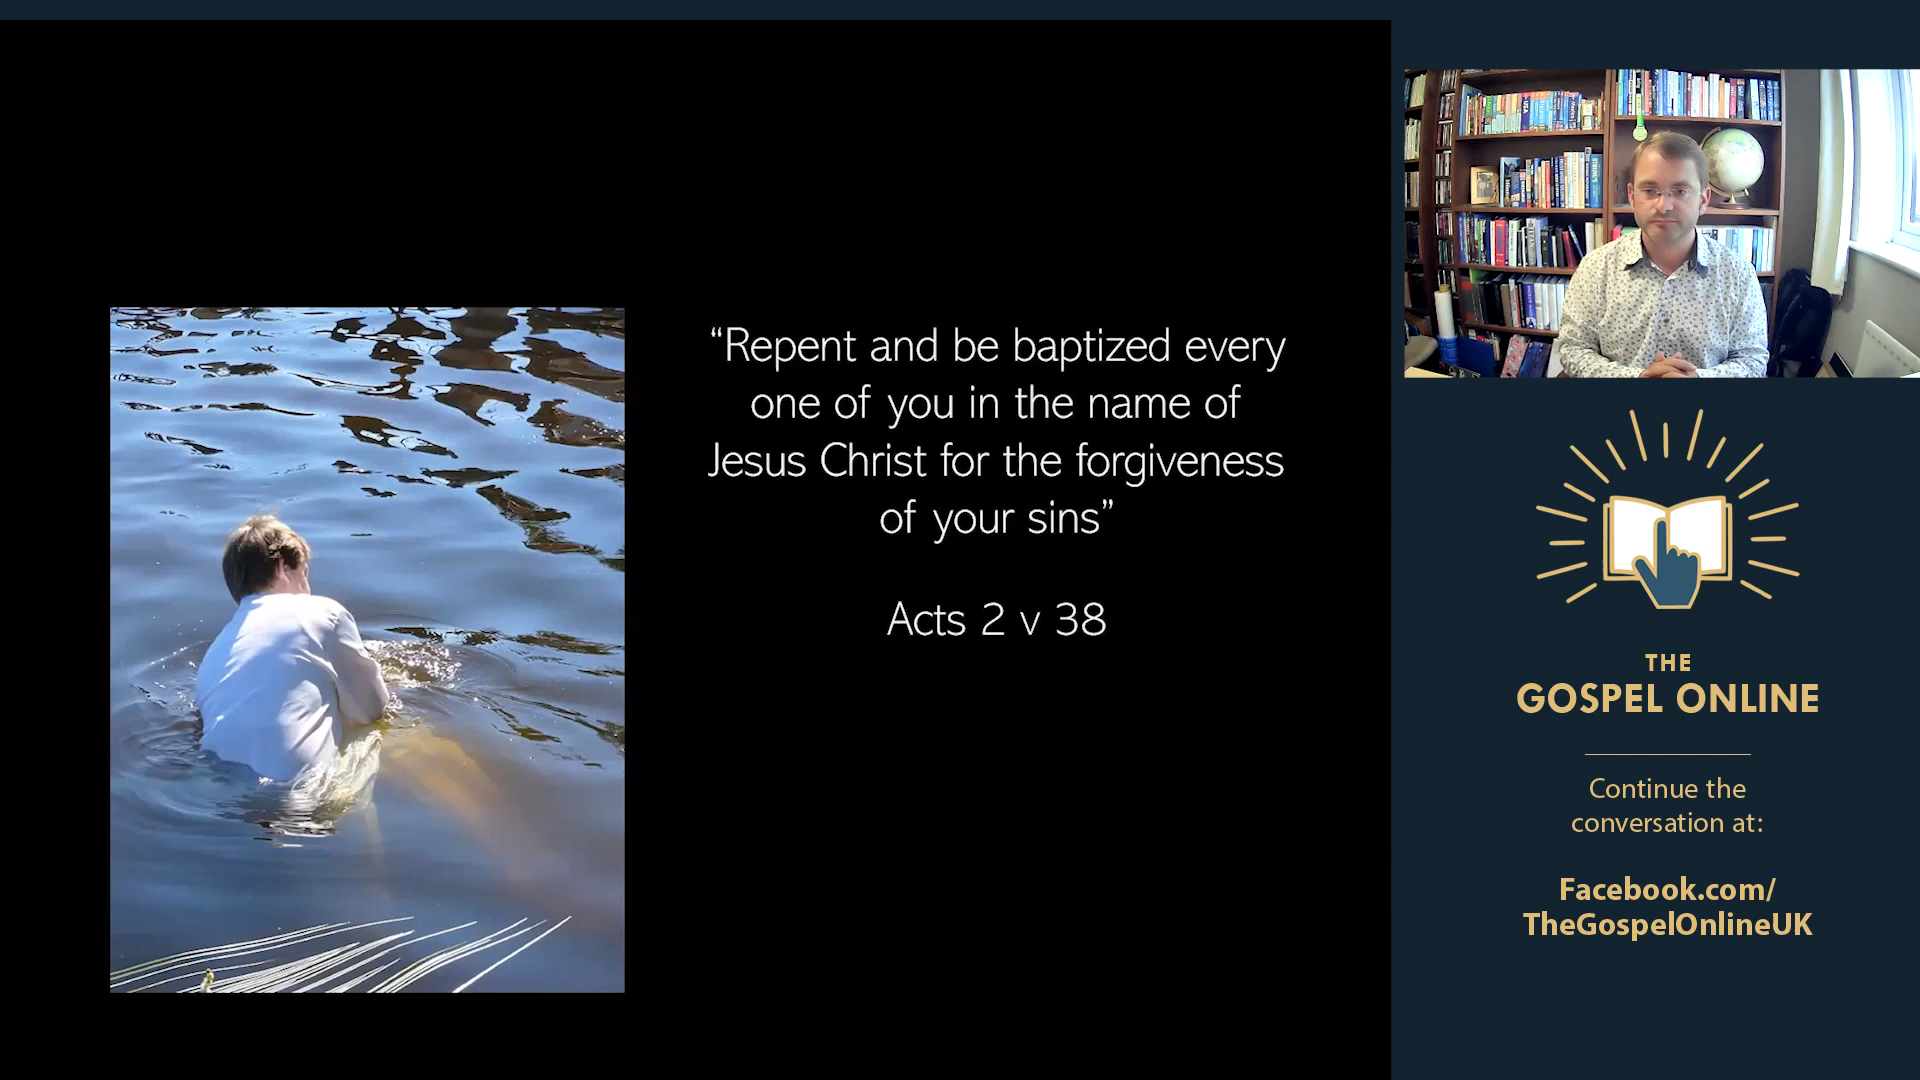 “Repent and be baptized every
one of you in the name of
Jesus Christ for the forgiveness
of your sins”
Acts 2 v 38
THE
GOSPEL ONLINE
Continue the
conversation at:
Facebook.com/
TheGospelOnlineUK